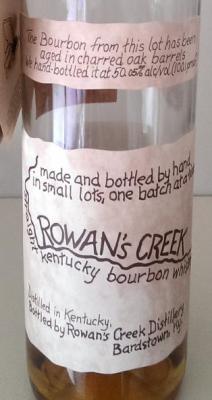 The Bourbon from this lot has been
aged in charred oak barrels
We hand-bottled it at 50.05% alc/vol (100.1 proof)
made and bottled by hand
in small lots, one batch at a time
ROWAN'S CREEK
straight kentucky bourbon whiskey
Distilled in Kentucky,
Bottled by Rowan's Creek Distillery
Bardstown, Ky.